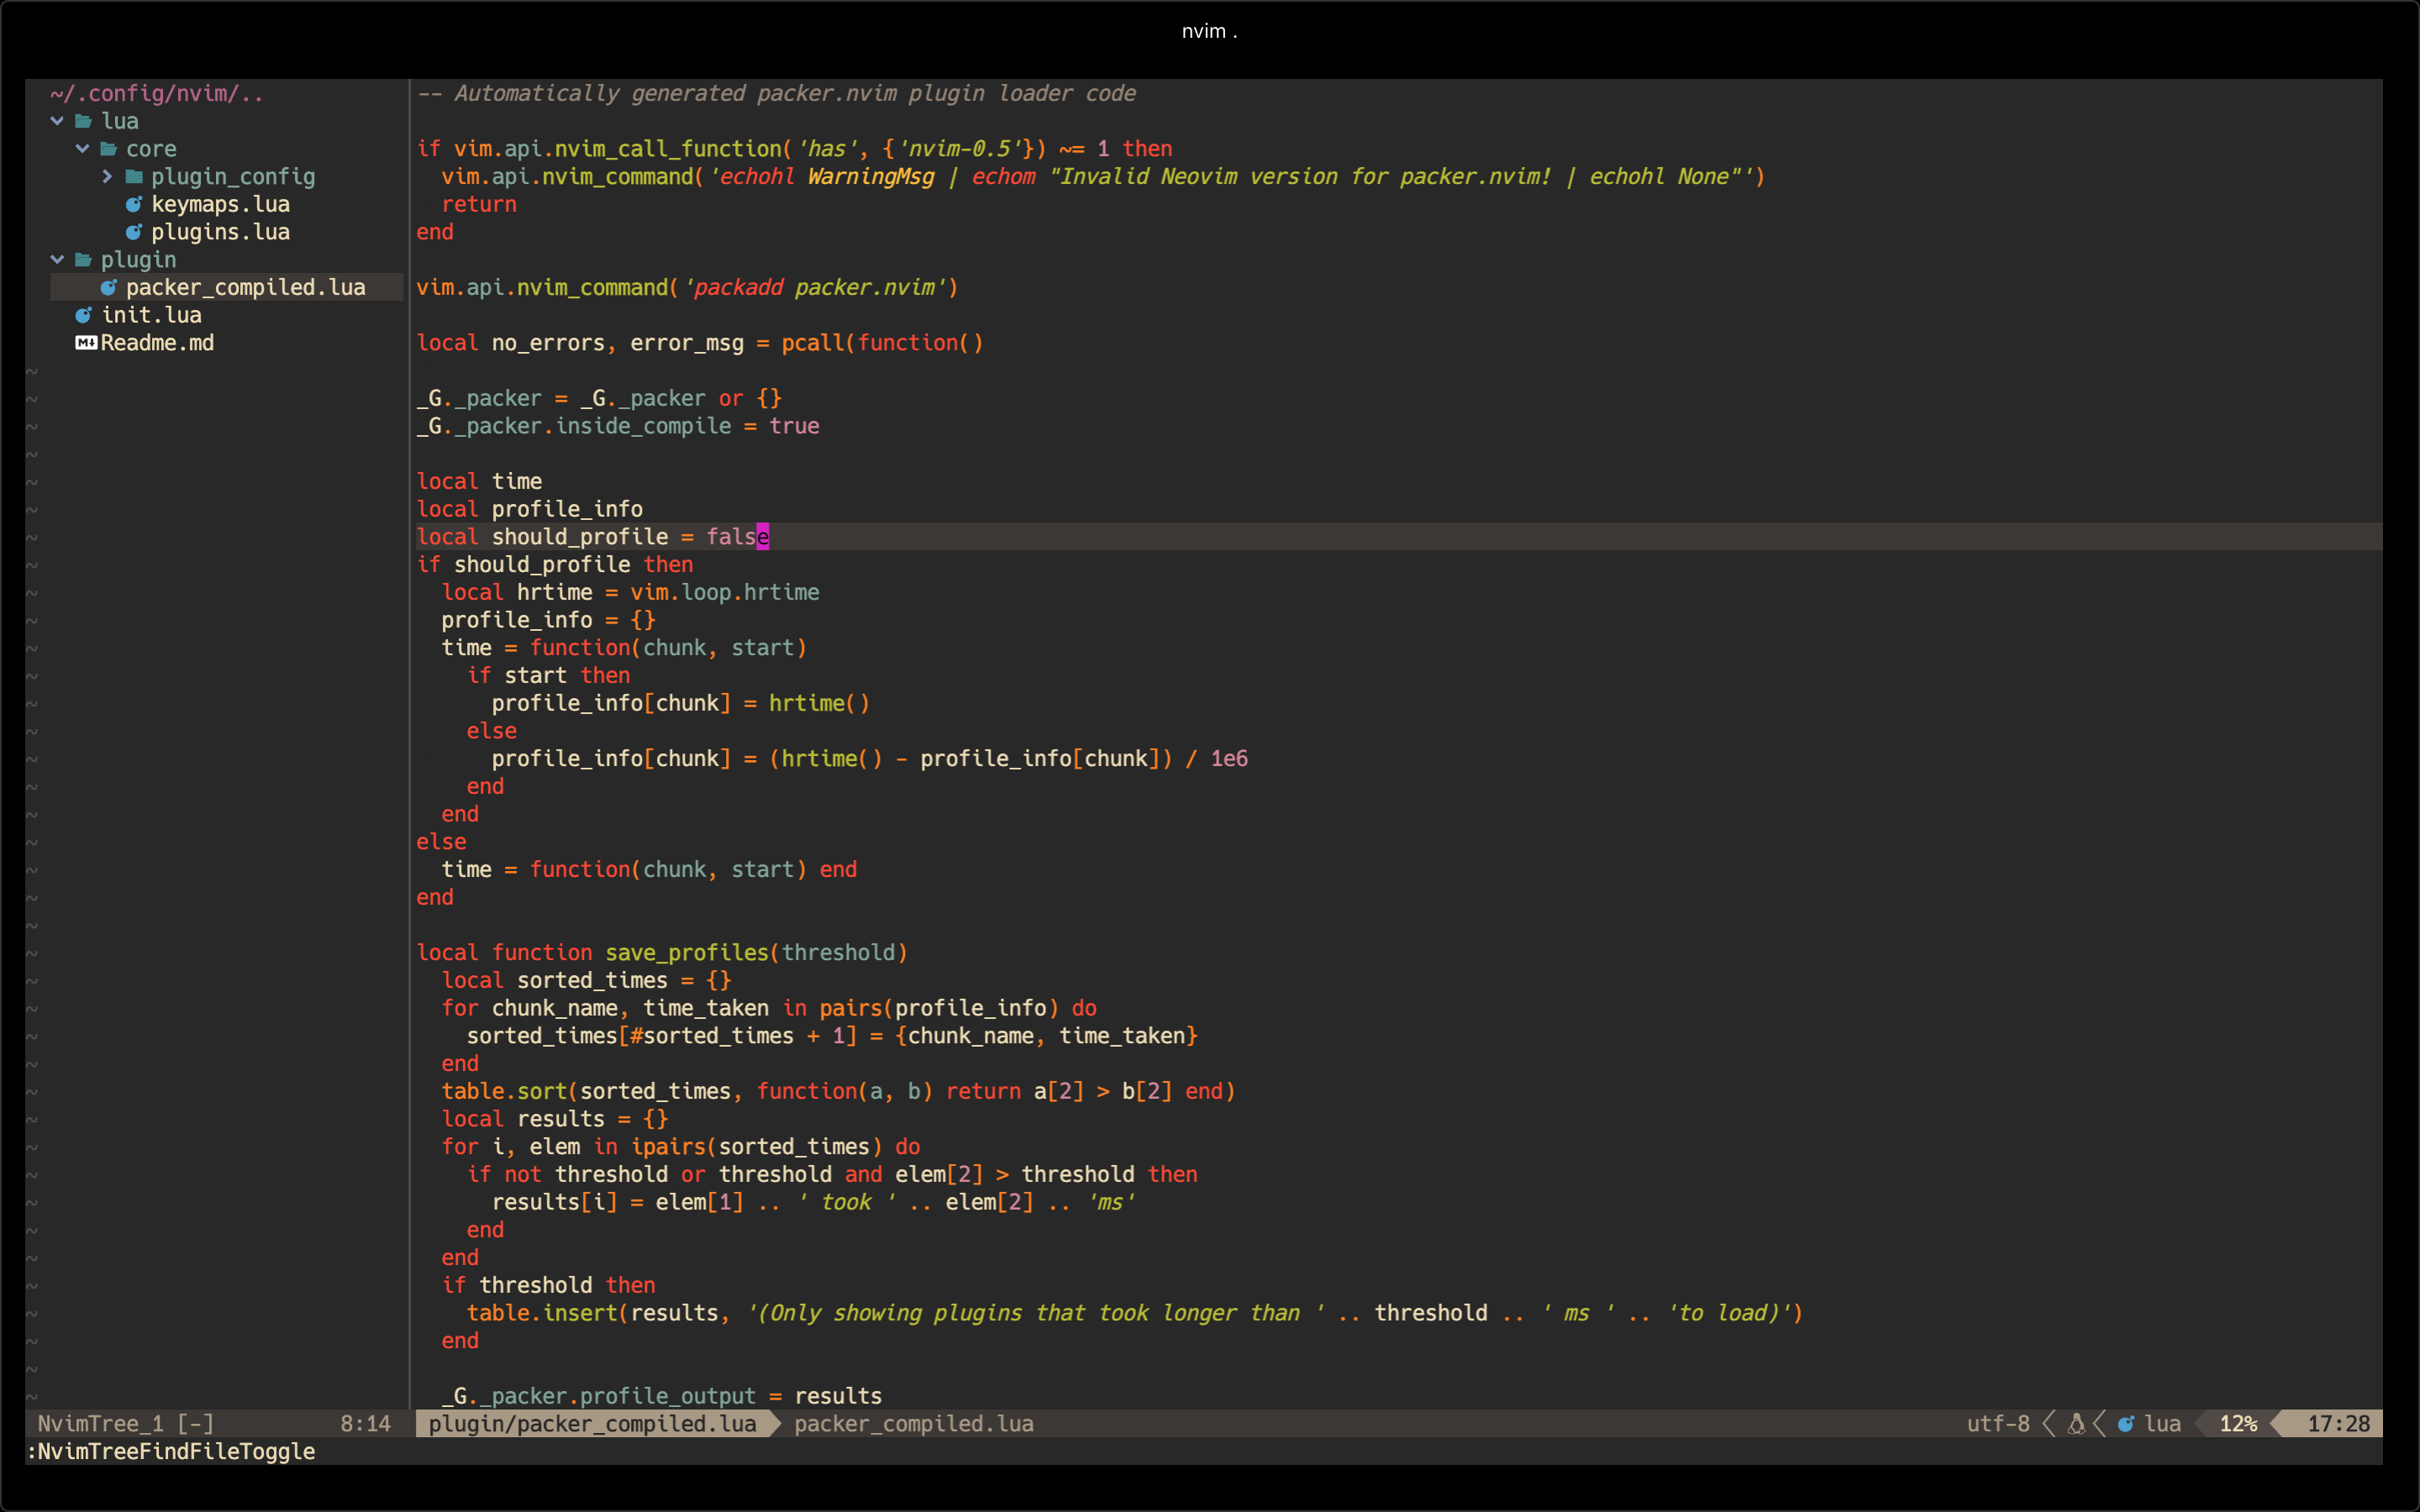 nvim .
~/.config/nvim/..
lua
core
plugin_config
keymaps.lua
plugins.lua
plugin
packer_compiled.lua
init.lua
Readme.md
-- Automatically generated packer.nvim plugin loader code

if vim.api.nvim_call_function('has', {'nvim-0.5'}) ~= 1 then
  vim.api.nvim_command('echohl WarningMsg | echom "Invalid Neovim version for packer.nvim! | echohl None"')
  return
end

vim.api.nvim_command('packadd packer.nvim')

local no_errors, error_msg = pcall(function()

_G._packer = _G._packer or {}
_G._packer.inside_compile = true

local time
local profile_info
local should_profile = false
if should_profile then
  local hrtime = vim.loop.hrtime
  profile_info = {}
  time = function(chunk, start)
    if start then
      profile_info[chunk] = hrtime()
    else
      profile_info[chunk] = (hrtime() - profile_info[chunk]) / 1e6
    end
  end
else
  time = function(chunk, start) end
end

local function save_profiles(threshold)
  local sorted_times = {}
  for chunk_name, time_taken in pairs(profile_info) do
    sorted_times[#sorted_times + 1] = {chunk_name, time_taken}
  end
  table.sort(sorted_times, function(a, b) return a[2] > b[2] end)
  local results = {}
  for i, elem in ipairs(sorted_times) do
    if not threshold or threshold and elem[2] > threshold then
      results[i] = elem[1] .. ' took ' .. elem[2] .. 'ms'
    end
  end
  if threshold then
    table.insert(results, '(Only showing plugins that took longer than ' .. threshold .. ' ms ' .. 'to load)')
  end

  _G._packer.profile_output = results
NvimTree_1 [-] 8:14 plugin/packer_compiled.lua packer_compiled.lua utf-8 lua 12% 17:28
:NvimTreeFindFileToggle